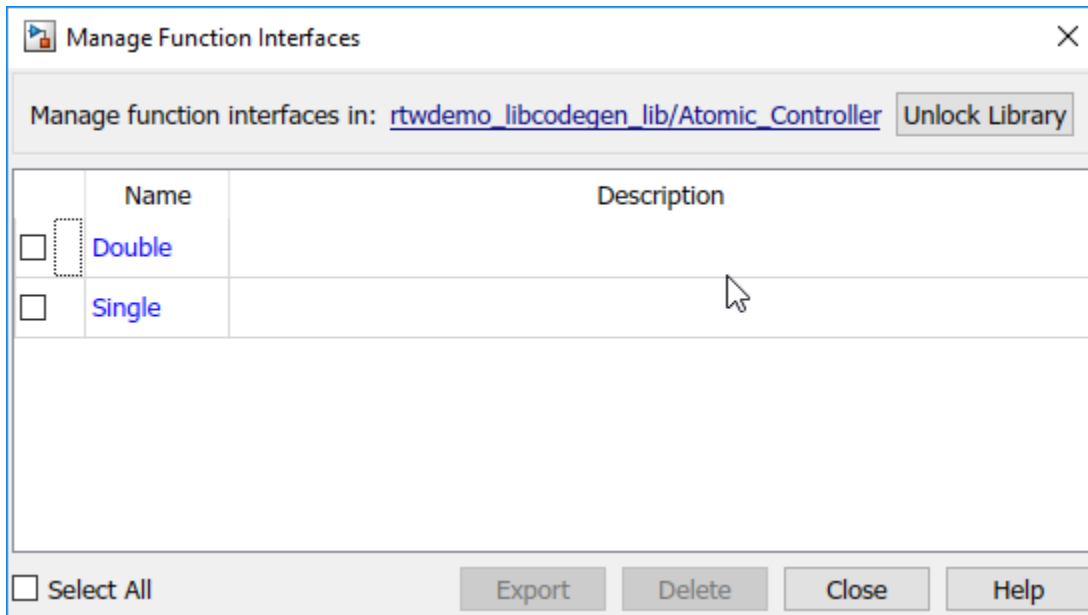 Manage Function Interfaces
Manage function interfaces in: rtwdemo_libcodegen_lib/Atomic_Controller Unlock Library
Name Description
Double
Single
Select All Export Delete Close Help